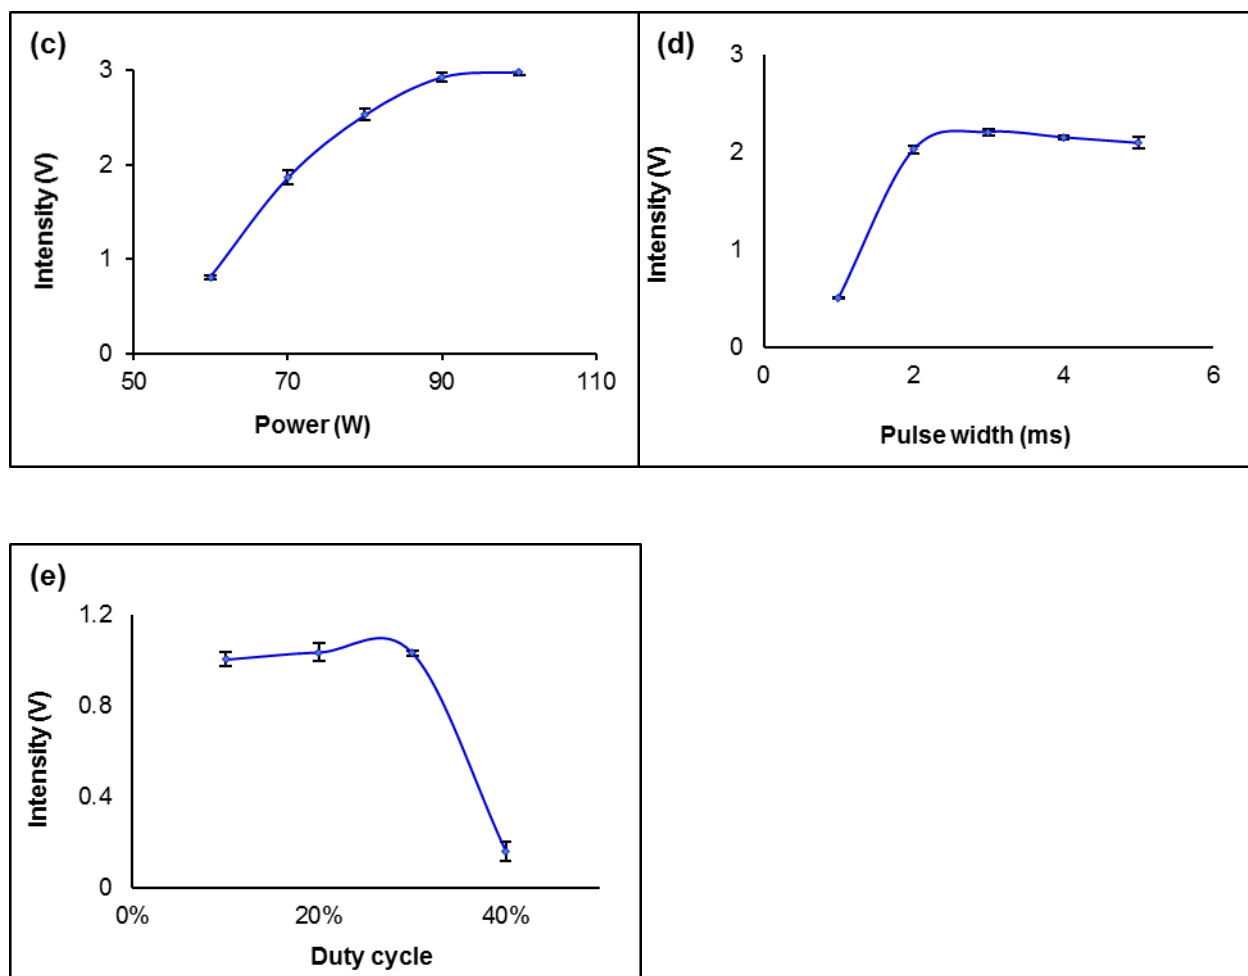 (c)
3
2
1
0
Intensity (V)
50 70 90 110
Power (W)
(d)
3
2
1
0
Intensity (V)
0 2 4 6
Pulse width (ms)
(e)
1.2
0.8
0.4
0
Intensity (V)
0% 20% 40%
Duty cycle